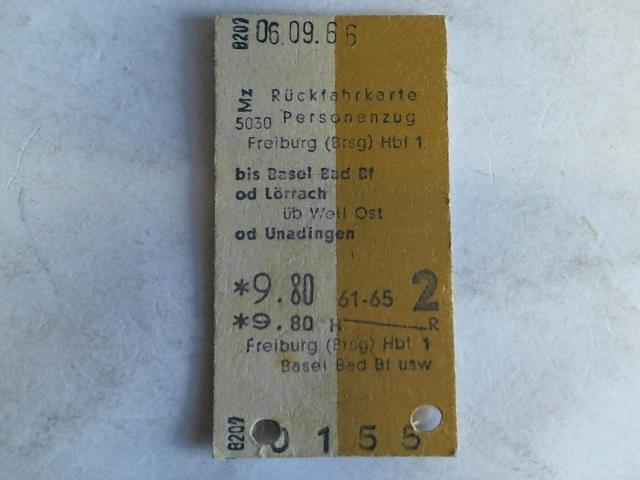 8207 06.09.66
Mz Rückfahrkarte
5030 Personenzug
Freiburg (Brsg) Hbf 1
bis Basel Bad Bf
od Lörrach
üb Weil Ost
od Unadingen
*9.80 61-65 2
*9.80 H R
Freiburg (Brsg) Hbf 1
Basel Bad Bf usw
8207 0155